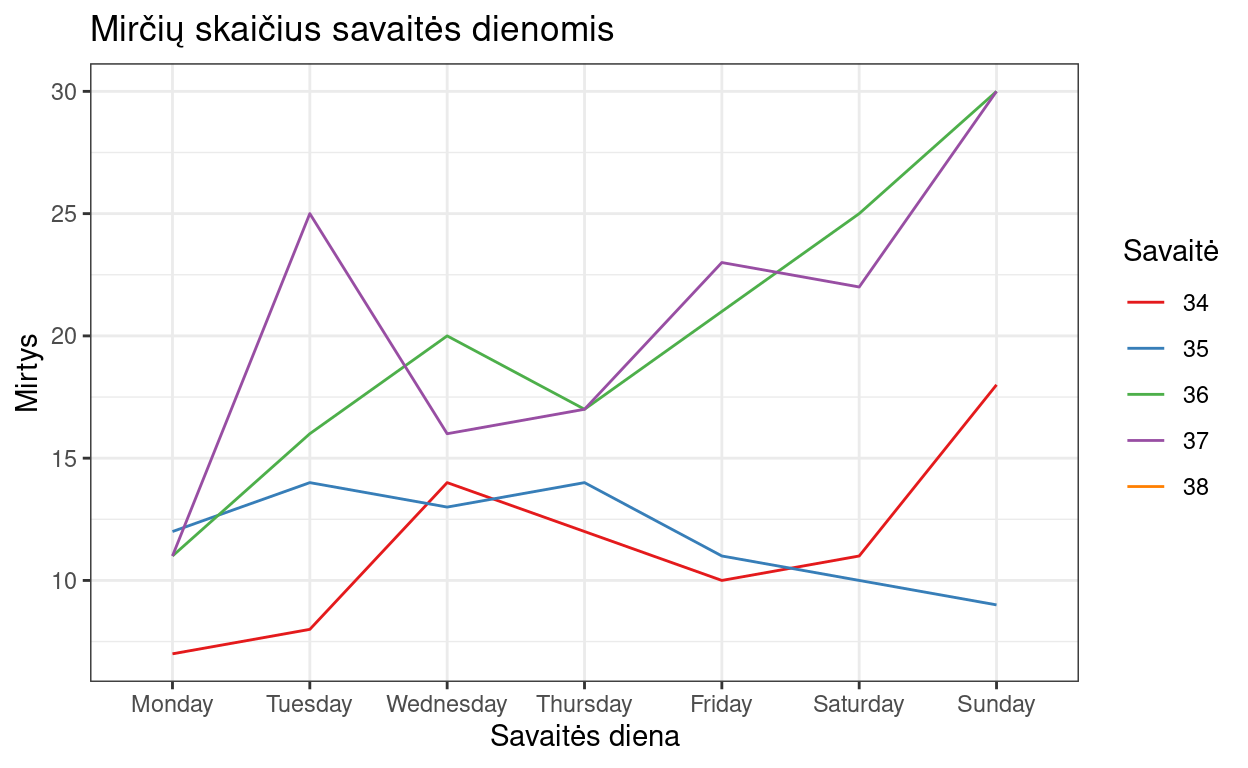 Mirčių skaičius savaitės dienomis
30
25
20
15
10
Mirtys
Monday Tuesday Wednesday Thursday Friday Saturday Sunday
Savaitės diena
Savaitė
34
35
36
37
38